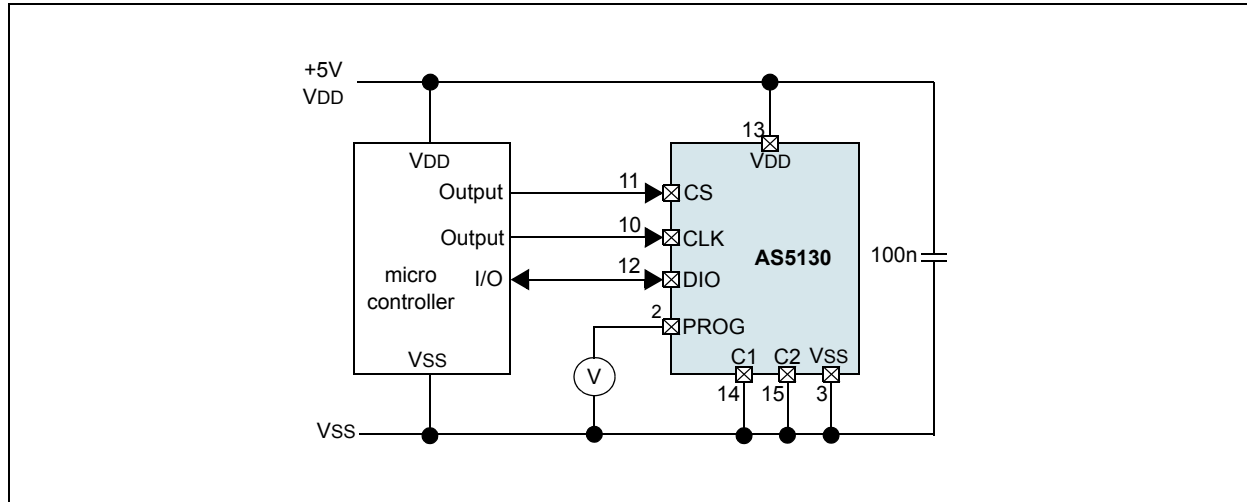 +5V
VDD
13
VDD
VDD
Output
11
CS
Output
10
CLK
AS5130
100n
micro
controller
I/O
12
DIO
2
PROG
VSS
V
C1
C2
VSS
14
15
3
VSS